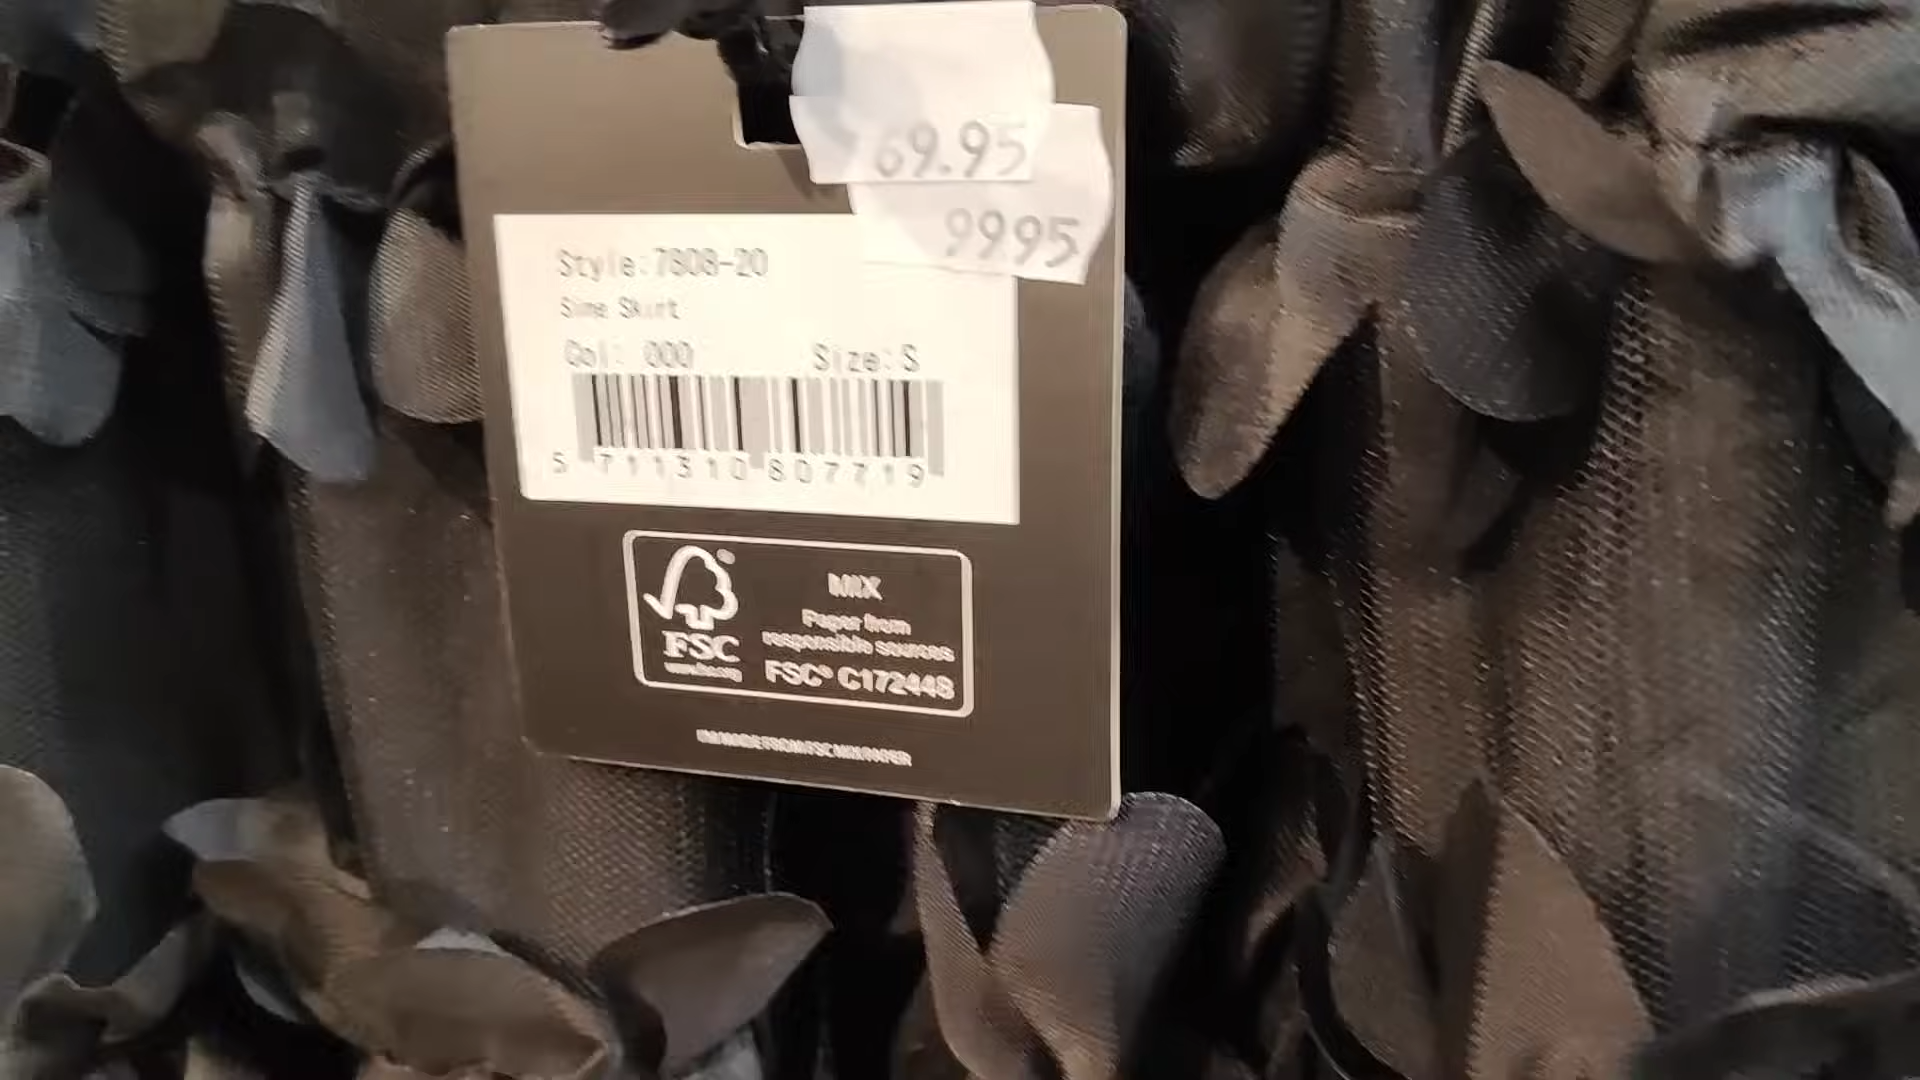 69.95
99.95
Style:7808-20
Sime Skirt
Col: 000 Size:S
5 711310 807719
MIX
Paper from
responsible sources
FSC
FSC® C172448